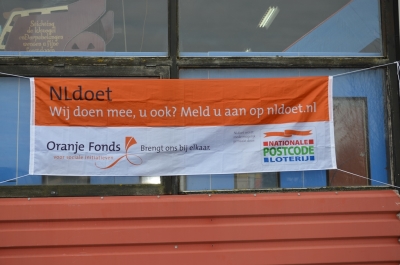 NLdoet
Wij doen mee, u ook? Meld u aan op nldoet.nl
Oranje Fonds
Brengt ons bij elkaar.
NATIONALE
POSTCODE
LOTERIJ